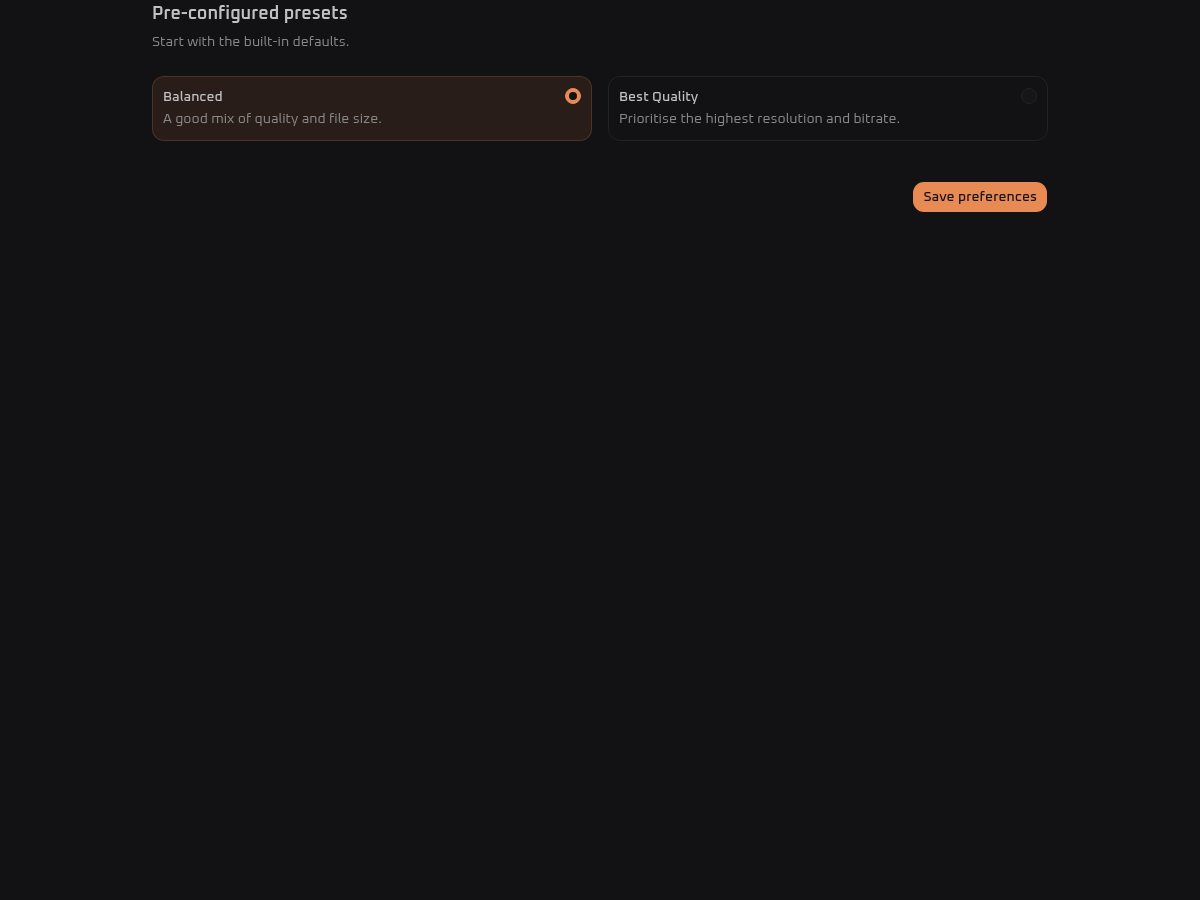 Pre-configured presets
Start with the built-in defaults.
Balanced
A good mix of quality and file size.
Best Quality
Prioritise the highest resolution and bitrate.
Save preferences